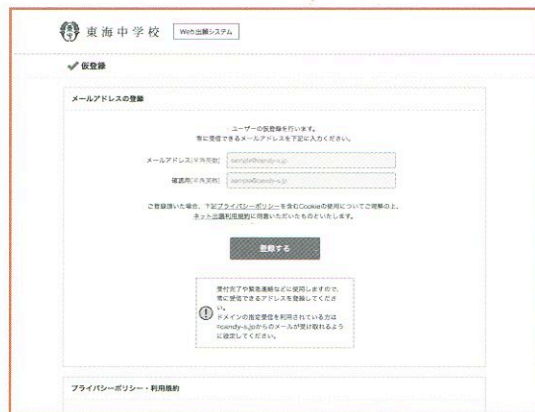 東海中学校 Web出願システム
仮登録
メールアドレスの登録
ユーザーの仮登録を行います。
常に受信できるメールアドレスを下記に入力ください。
メールアドレス(半角英数) sample@candy-s.jp
確認用(半角英数) sample@candy-s.jp
ご登録頂いた場合、下記プライバシーポリシーを含むCookieの使用についてご理解の上、
ネット出願利用規約に同意いただいたものといたします。
登録する
受付完了や緊急連絡などに使用しますので、
常に受信できるアドレスを登録してくださ
い。
ドメインの指定受信を利用されている方は
@candy-s.jpからのメールが受け取れるよう
に設定してください。
プライバシーポリシー・利用規約